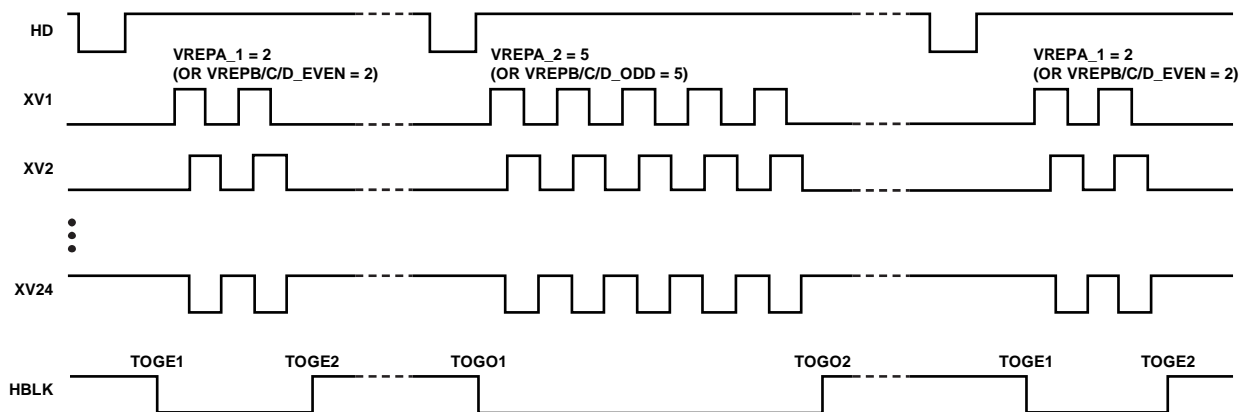 HD
VREPA_1 = 2
(OR VREPB/C/D_EVEN = 2)
VREPA_2 = 5
(OR VREPB/C/D_ODD = 5)
VREPA_1 = 2
(OR VREPB/C/D_EVEN = 2)
XV1
XV2
XV24
TOGE1
TOGE2
TOGO1
TOGO2
TOGE1
TOGE2
HBLK